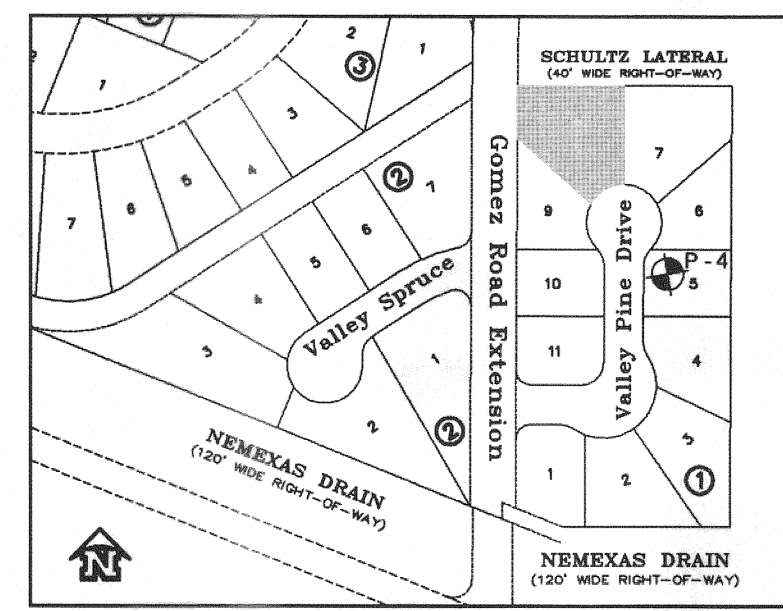 SCHULTZ LATERAL
(40' WIDE RIGHT-OF-WAY)
2
1
3
1
3
4
5
6
7
2
7
6
5
4
3
Valley Spruce
1
2
2
Gomez Road Extension
7
9
6
Valley Pine Drive
P-4
10
5
11
4
3
1
2
1
NEMEXAS DRAIN
(120' WIDE RIGHT-OF-WAY)
N
NEMEXAS DRAIN
(120' WIDE RIGHT-OF-WAY)